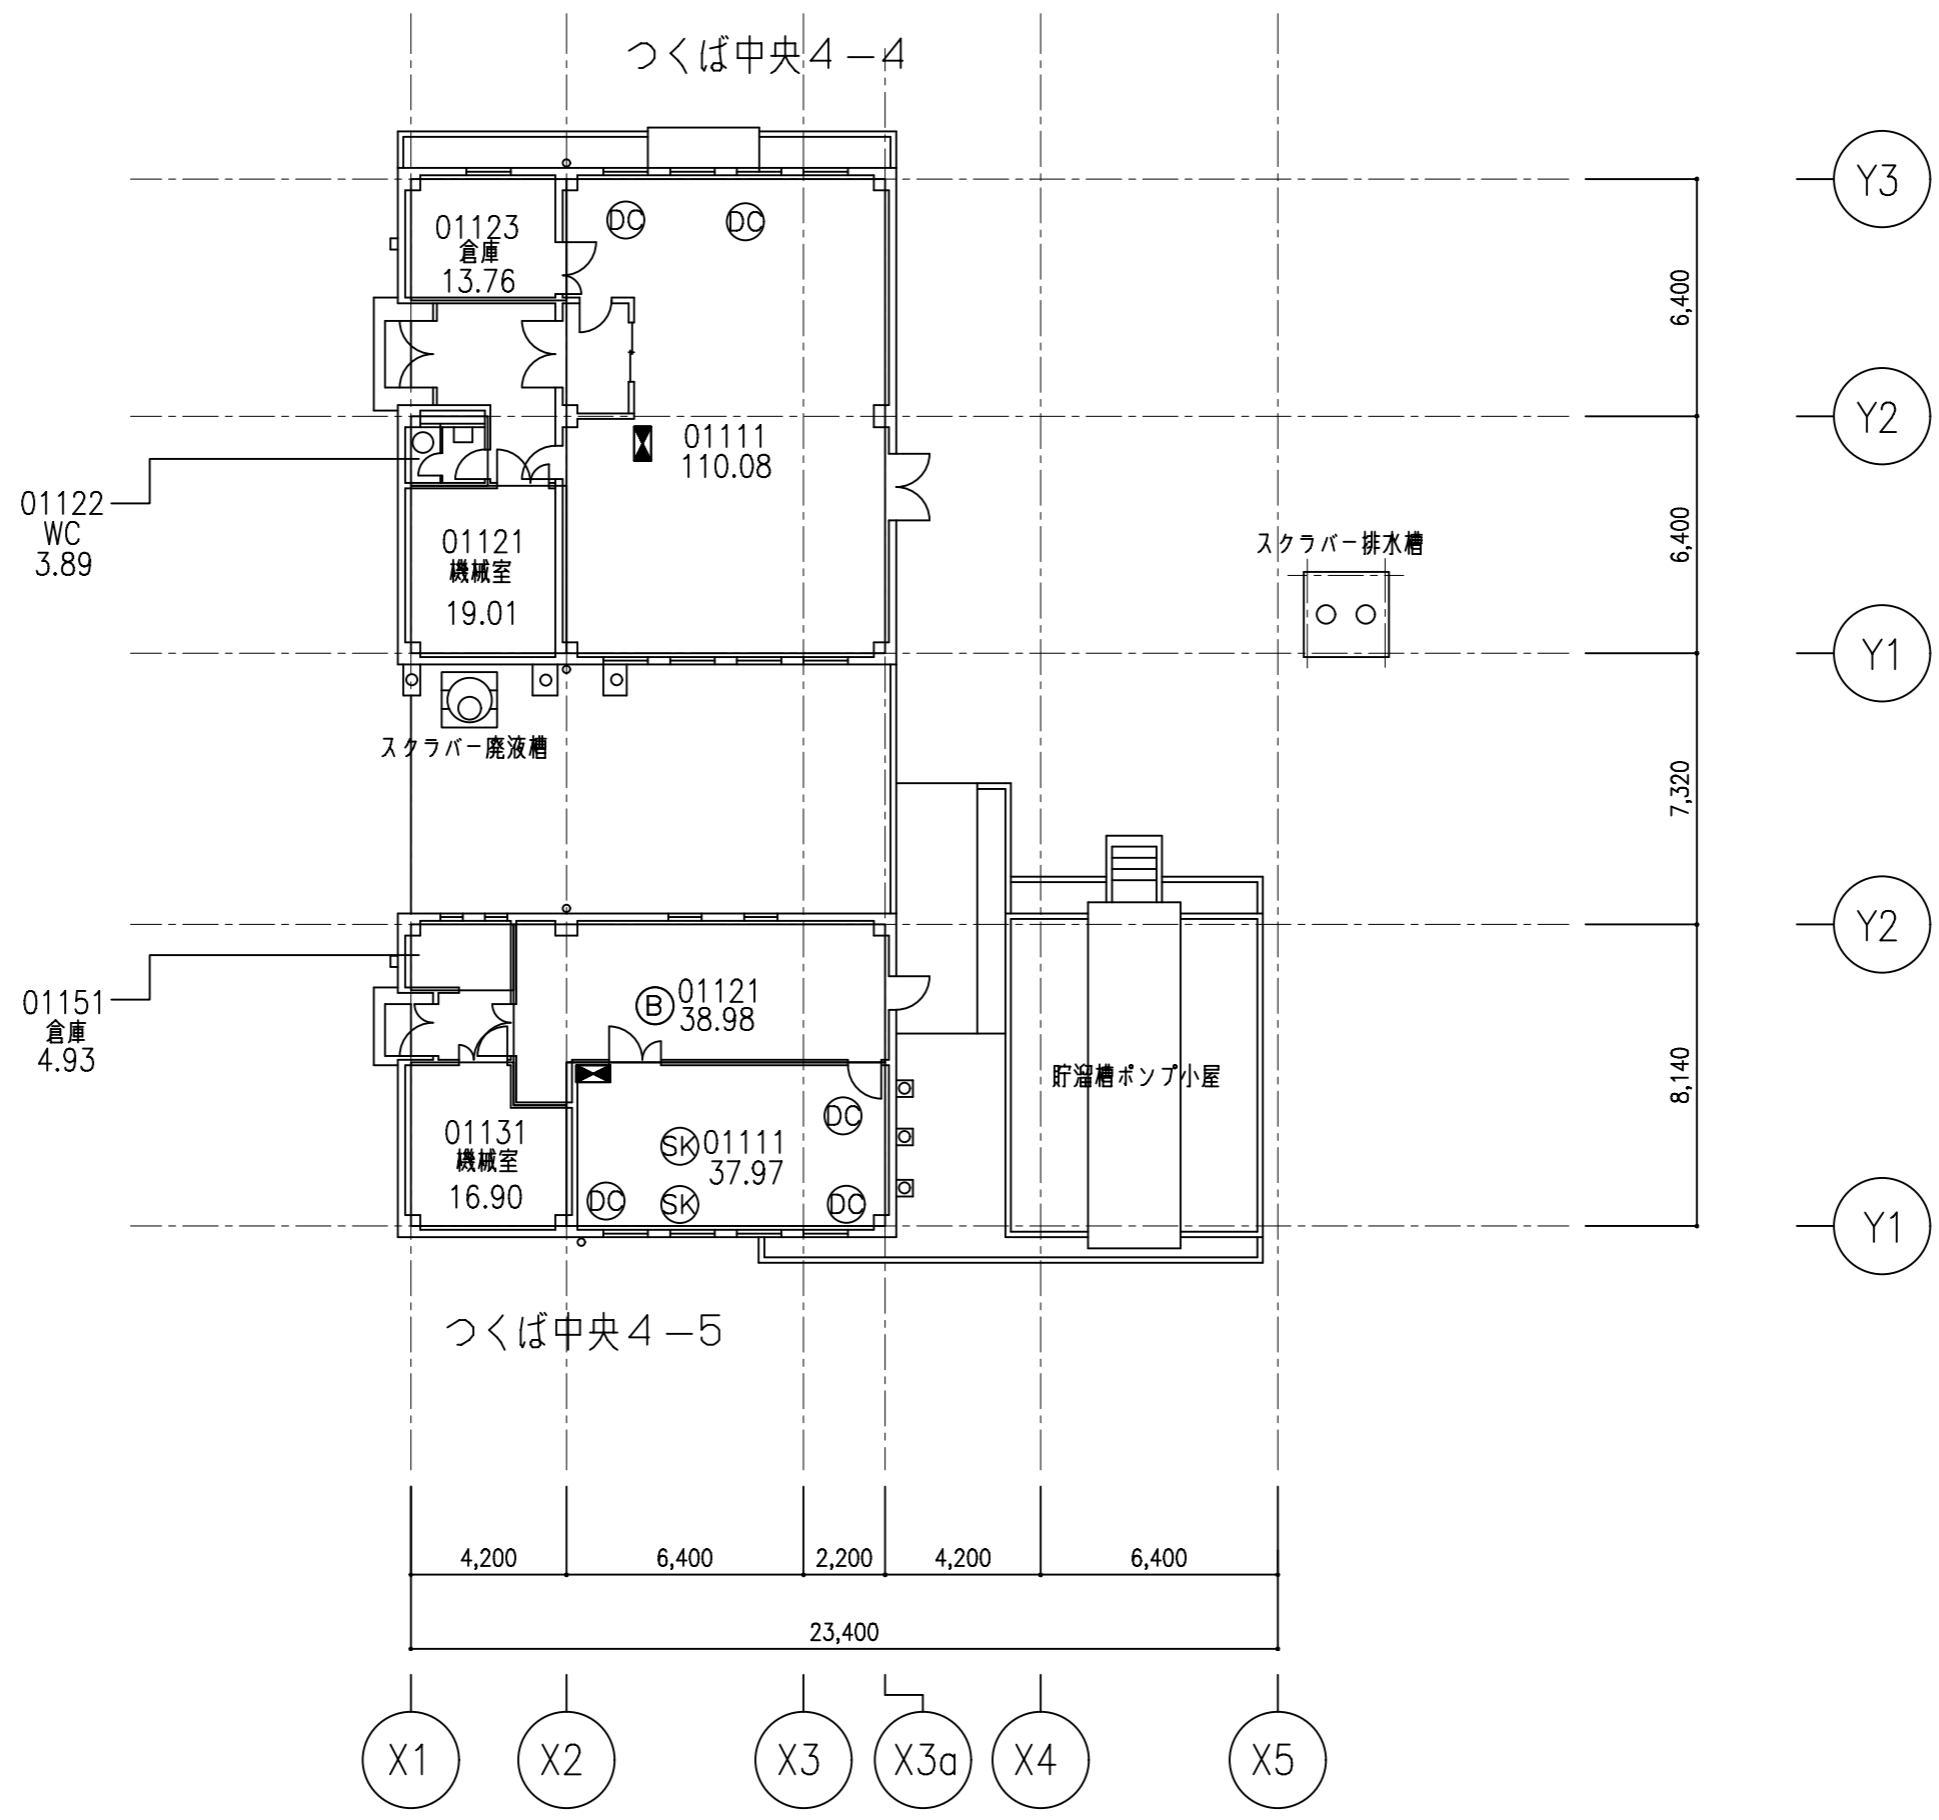 つくば中央4-4
Y3
DC
DC
01123
倉庫
13.76
6,400
Y2
01111
110.08
01122
WC
3.89
01121
機械室
19.01
6,400
スクラバー排水槽
Y1
スクラバー廃液槽
7,320
Y2
01151
倉庫
4.93
B
01121
38.98
貯溜槽ポンプ小屋
8,140
01131
機械室
16.90
DC
SK
01111
37.97
DC
SK
DC
Y1
つくば中央4-5
4,200
6,400
2,200
4,200
6,400
23,400
X1
X2
X3
X3a
X4
X5